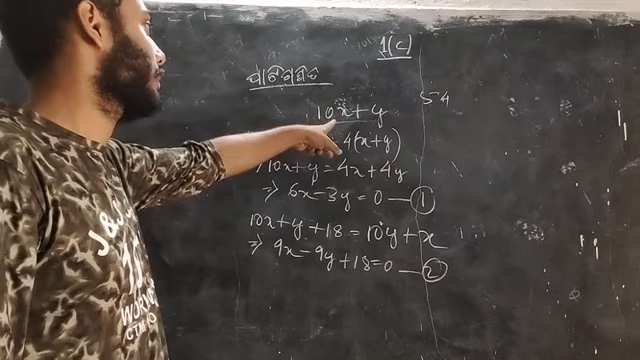 1(c)
ପାଟିଗଣିତ
10x + y
54
4(x+y)
10x+y = 4x + 4y
⇒ 6x - 3y = 0 — ①
10x + y + 18 = 10y + x
⇒ 9x - 9y + 18 = 0 — ②